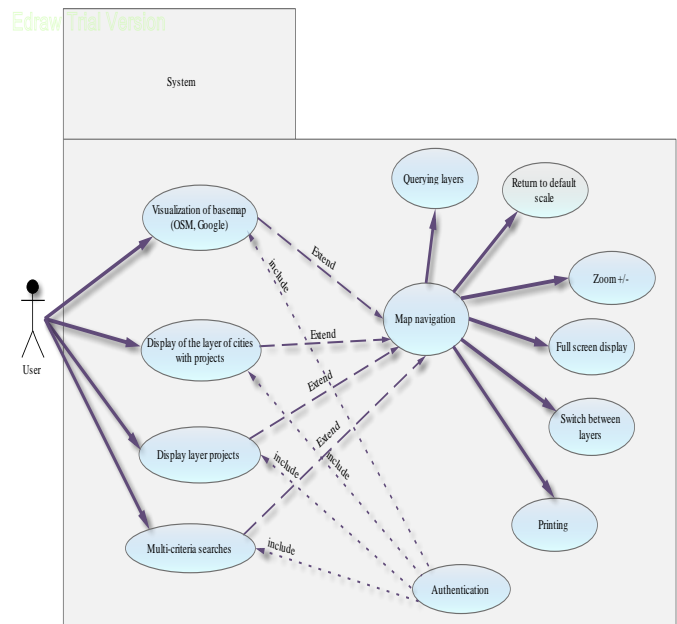 Edraw Trial Version
System
Querying layers
Return to default
scale
Visualization of basemap
(OSM, Google)
Extend
include
Zoom +/-
Map navigation
User
Display of the layer of cities
with projects
Extend
Full screen display
Extend
Switch between
layers
Extend
Display layer projects
include
include
Printing
Multi-criteria searches
include
Authentication